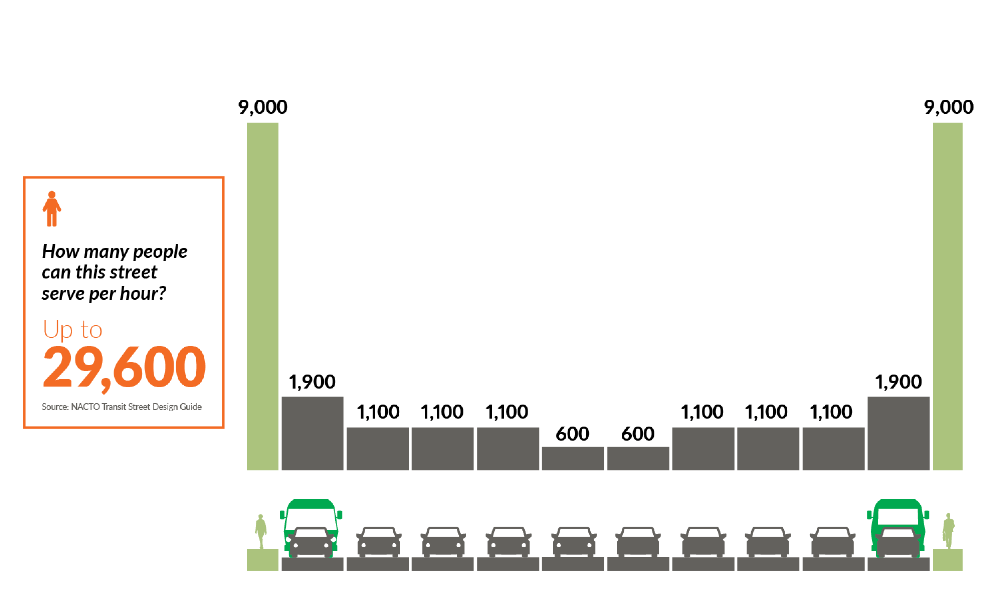 How many people
can this street
serve per hour?
Up to
29,600
Source: NACTO Transit Street Design Guide
9,000
1,900
1,100
1,100
1,100
600
600
1,100
1,100
1,100
1,900
9,000